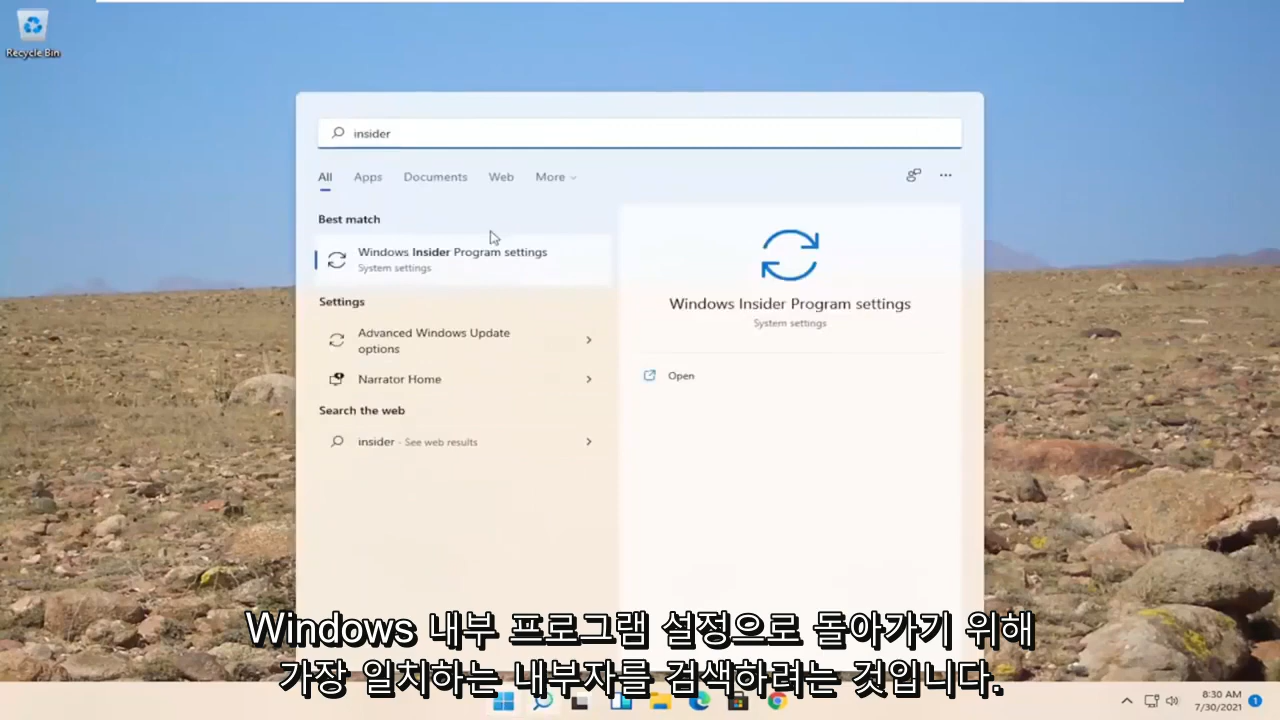 Recycle Bin
insider
All Apps Documents Web More
Best match
Windows Insider Program settings
System settings
Settings
Advanced Windows Update
options
Narrator Home
Search the web
insider - See web results
Windows Insider Program settings
System settings
Open
Windows 내부 프로그램 설정으로 돌아가기 위해
가장 일치하는 내부자를 검색하려는 것입니다.
8:30 AM
7/30/2021
1